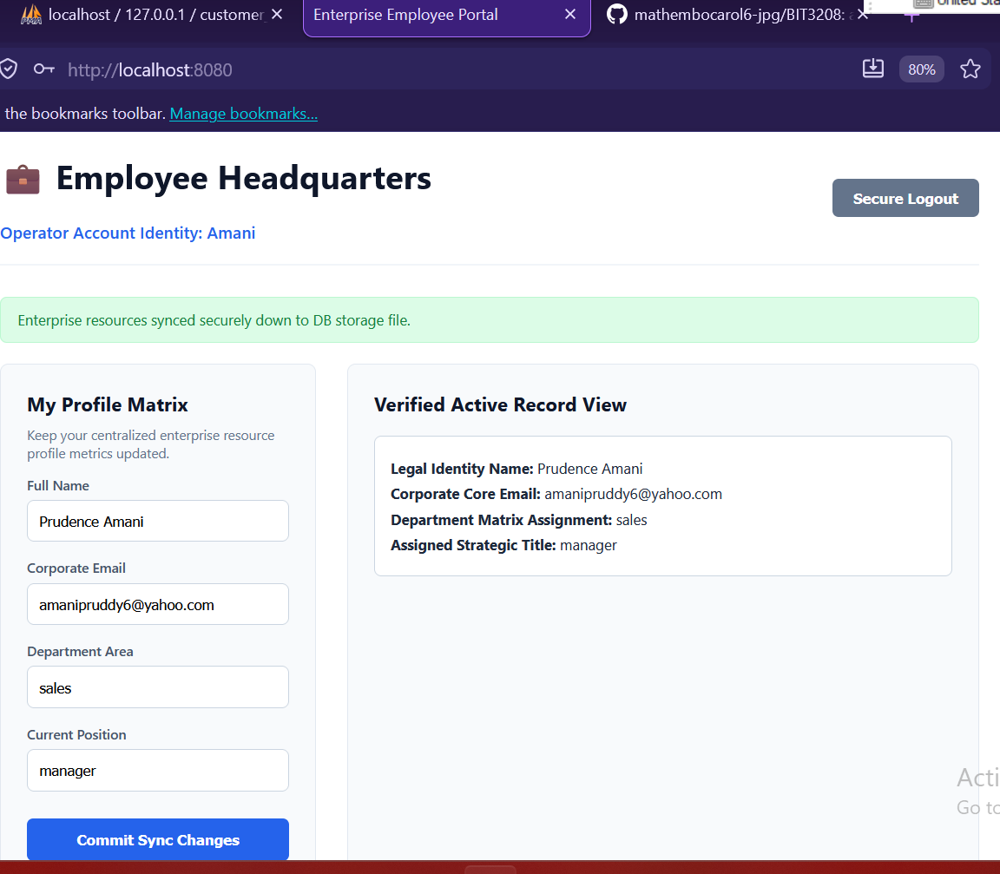 localhost / 127.0.0.1 / customer
Enterprise Employee Portal
mathembocarol6-jpg/BIT3208:
United Sta
http://localhost:8080
80%
the bookmarks toolbar. Manage bookmarks...
Employee Headquarters
Secure Logout
Operator Account Identity: Amani
Enterprise resources synced securely down to DB storage file.
My Profile Matrix
Keep your centralized enterprise resource
profile metrics updated.
Full Name
Prudence Amani
Corporate Email
amanipruddy6@yahoo.com
Department Area
sales
Current Position
manager
Commit Sync Changes
Verified Active Record View
Legal Identity Name: Prudence Amani
Corporate Core Email: amanipruddy6@yahoo.com
Department Matrix Assignment: sales
Assigned Strategic Title: manager
Acti
Go to